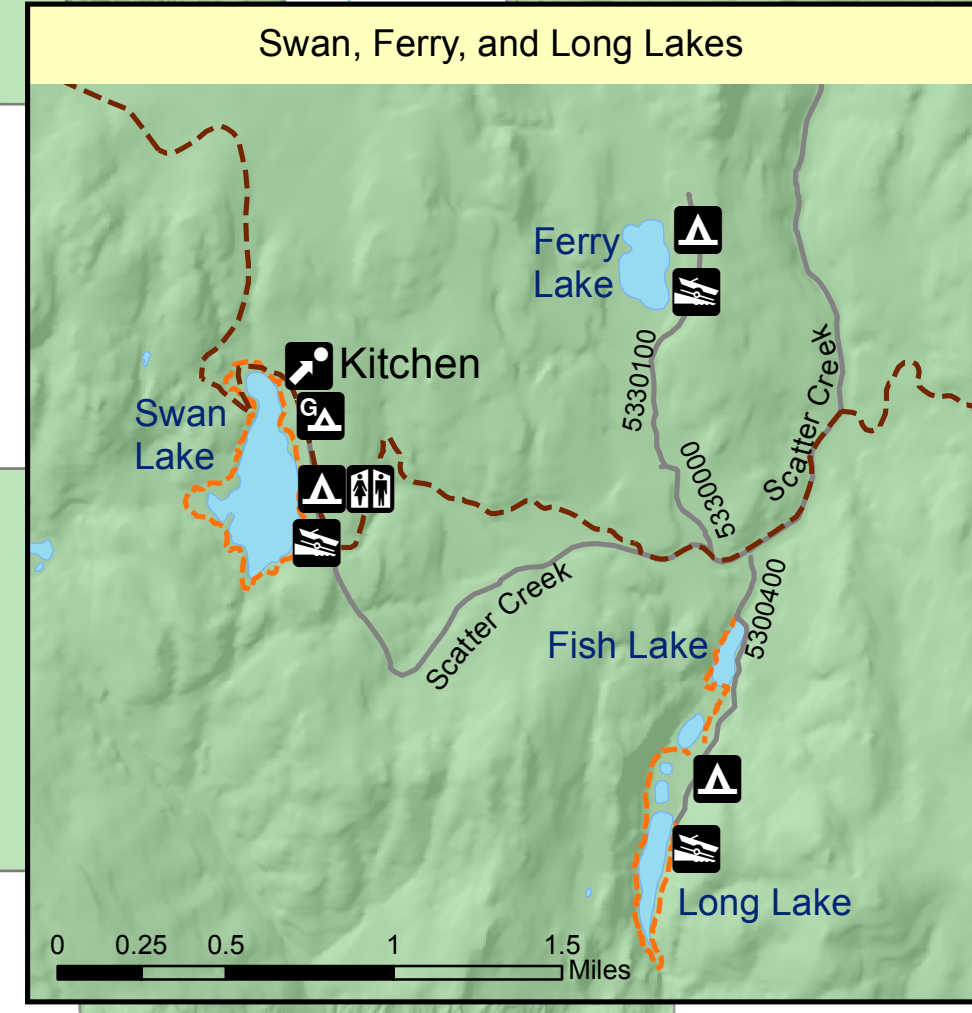 Swan, Ferry, and Long Lakes
Ferry
Lake
5330100
Scatter Creek
Kitchen
G
Swan
Lake
5330000
Scatter Creek
5300400
Fish Lake
Long Lake
0 0.25 0.5 1 1.5
Miles